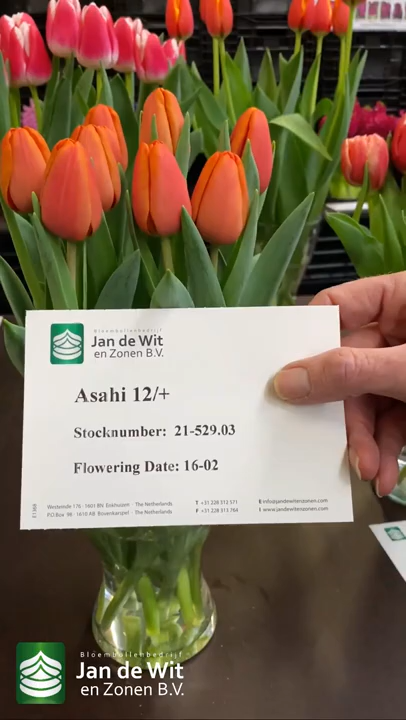 Bloembollenbedrijf
Jan de Wit
en Zonen B.V.
Asahi 12/+
Stocknumber: 21-529.03
Flowering Date: 16-02
Westeinde 176 - 1601 BN Enkhuizen - The Netherlands T +31 228 312 571 E info@jandewitenzonen.com
P.O.Box 96 - 1610 AB Bovenkarspel - The Netherlands F +31 228 313 744 I www.jandewitenzonen.com
Bloembollenbedrijf
Jan de Wit
en Zonen B.V.